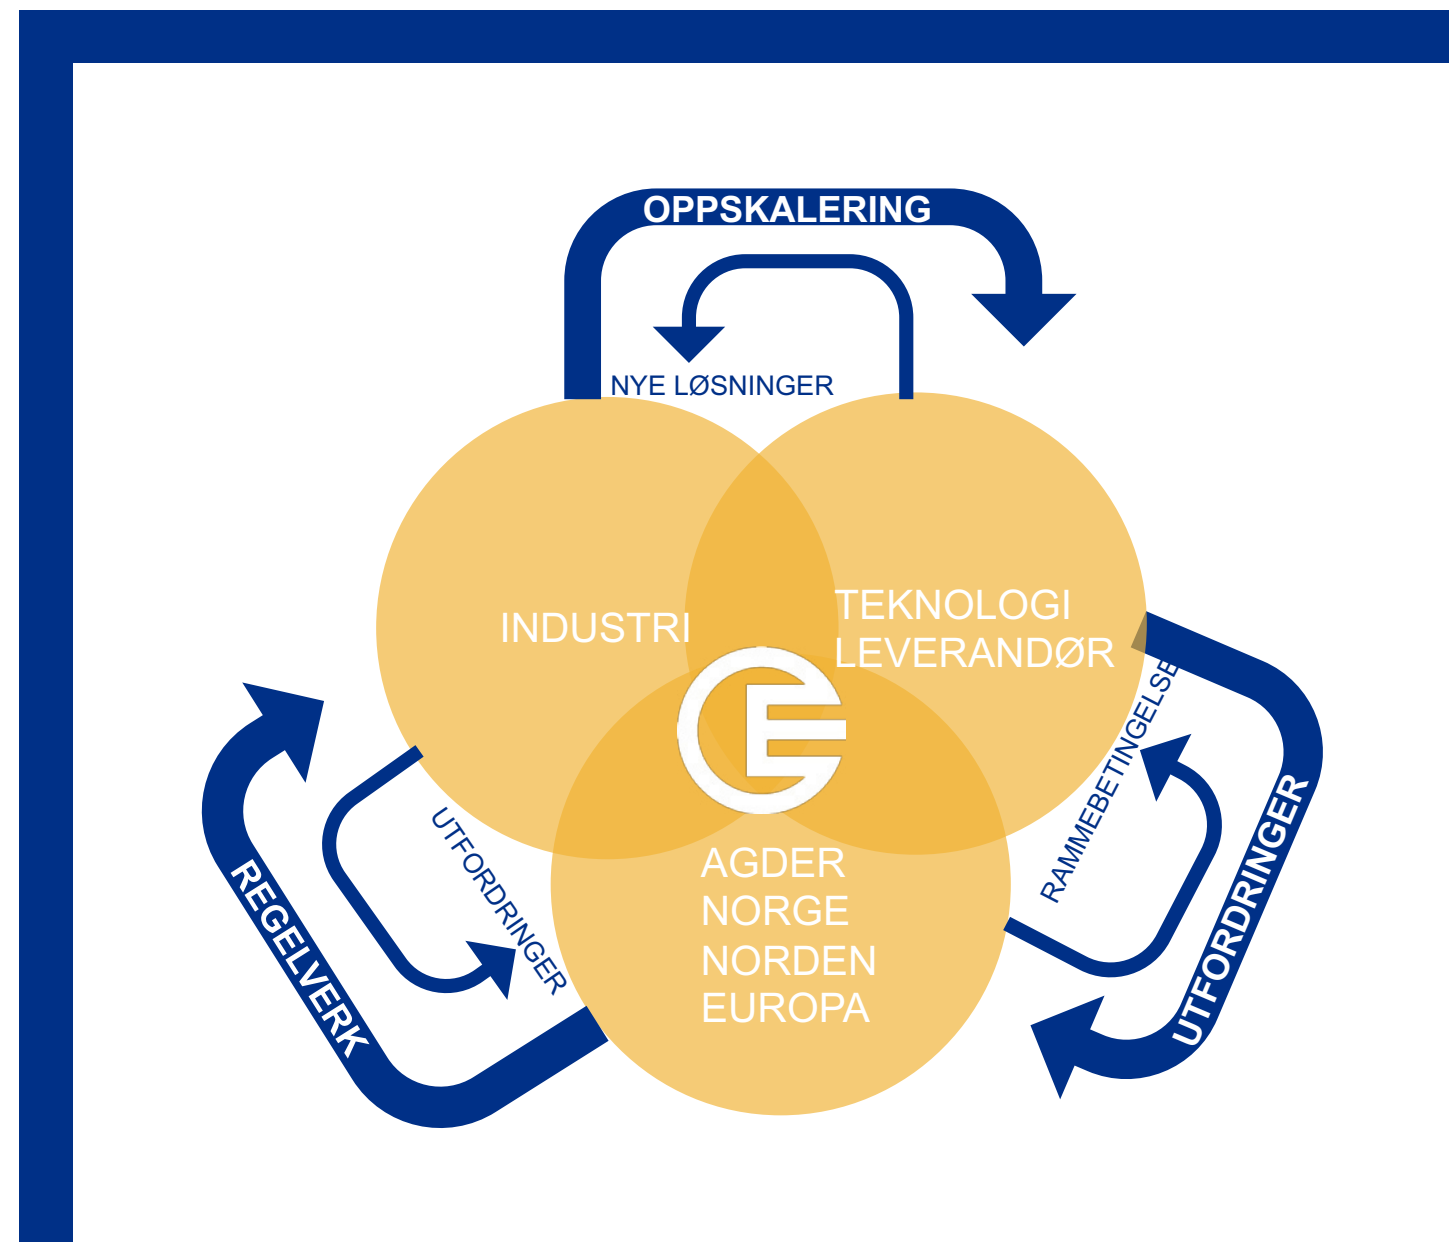 OPPSKALERING
NYE LØSNINGER
INDUSTRI
TEKNOLOGI
LEVERANDØR
RAMMEBETINGELSE
UTFORDRINGER
UTFORDRINGER
REGELVERK
AGDER
NORGE
NORDEN
EUROPA